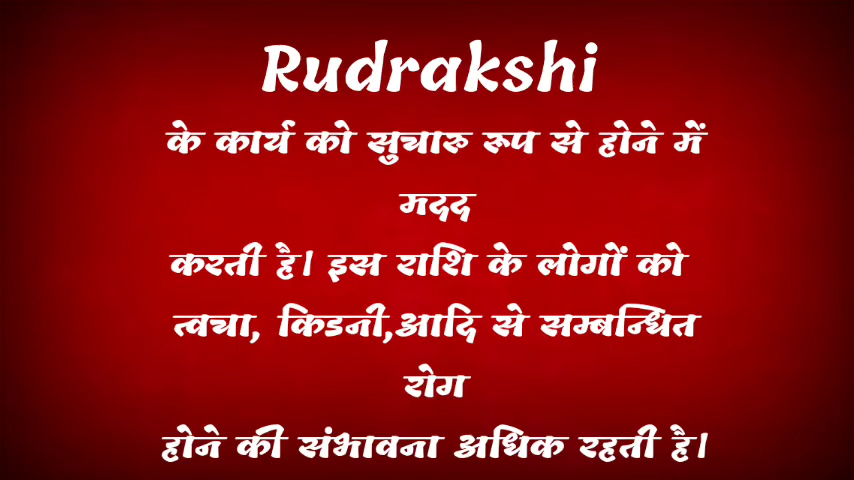 Rudrakshi
के कार्य को सुचारु रूप से होने में
मदद
करती है। इस राशि के लोगों को
त्वचा, किडनी,आदि से सम्बन्धित
रोग
होने की संभावना अधिक रहती है।